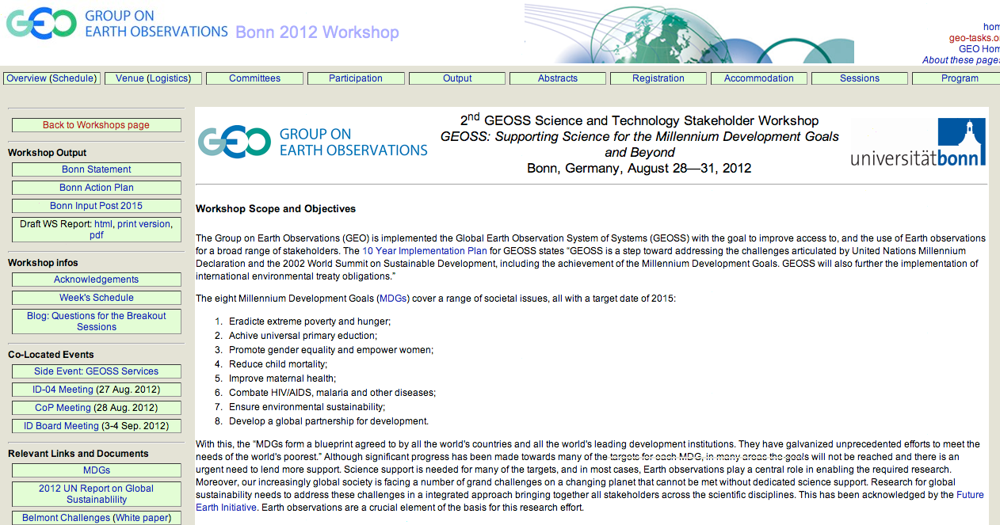 GEO GROUP ON
EARTH OBSERVATIONS Bonn 2012 Workshop
hom
geo-tasks.o
GEO Hom
About these pages
Overview (Schedule) Venue (Logistics) Committees Participation Output Abstracts Registration Accommodation Sessions Program
Back to Workshops page
Workshop Output
Bonn Statement
Bonn Action Plan
Bonn Input Post 2015
Draft WS Report: html, print version,
pdf
Workshop infos
Acknowledgements
Week's Schedule
Blog: Questions for the Breakout
Sessions
Co-Located Events
Side Event: GEOSS Services
ID-04 Meeting (27 Aug. 2012)
CoP Meeting (28 Aug. 2012)
ID Board Meeting (3-4 Sep. 2012)
Relevant Links and Documents
MDGs
2012 UN Report on Global
Sustainablility
Belmont Challenges (White paper)
GEO GROUP ON
EARTH OBSERVATIONS
2nd GEOSS Science and Technology Stakeholder Workshop
GEOSS: Supporting Science for the Millennium Development Goals
and Beyond
Bonn, Germany, August 28—31, 2012
universitätbonn
Workshop Scope and Objectives
The Group on Earth Observations (GEO) is implemented the Global Earth Observation System of Systems (GEOSS) with the goal to improve access to, and the use of Earth observations
for a broad range of stakeholders. The 10 Year Implementation Plan for GEOSS states “GEOSS is a step toward addressing the challenges articulated by United Nations Millennium
Declaration and the 2002 World Summit on Sustainable Development, including the achievement of the Millennium Development Goals. GEOSS will also further the implementation of
international environmental treaty obligations.”
The eight Millennium Development Goals (MDGs) cover a range of societal issues, all with a target date of 2015:
1. Eradicte extreme poverty and hunger;
2. Achive universal primary eduction;
3. Promote gender equality and empower women;
4. Reduce child mortality;
5. Improve maternal health;
6. Combate HIV/AIDS, malaria and other diseases;
7. Ensure environmental sustainability;
8. Develop a global partnership for development.
With this, the “MDGs form a blueprint agreed to by all the world's countries and all the world's leading development institutions. They have galvanized unprecedented efforts to meet the
needs of the world's poorest.” Although significant progress has been made towards many of the targets for each MDG, in many areas the goals will not be reached and there is an
urgent need to lend more support. Science support is needed for many of the targets, and in most cases, Earth observations play a central role in enabling the required research.
Moreover, our increasingly global society is facing a number of grand challenges on a changing planet that cannot be met without dedicated science support. Research for global
sustainability needs to address these challenges in a integrated approach bringing together all stakeholders across the scientific disciplines. This has been acknowledged by the Future
Earth Initiative. Earth observations are a crucial element of the basis for this research effort.